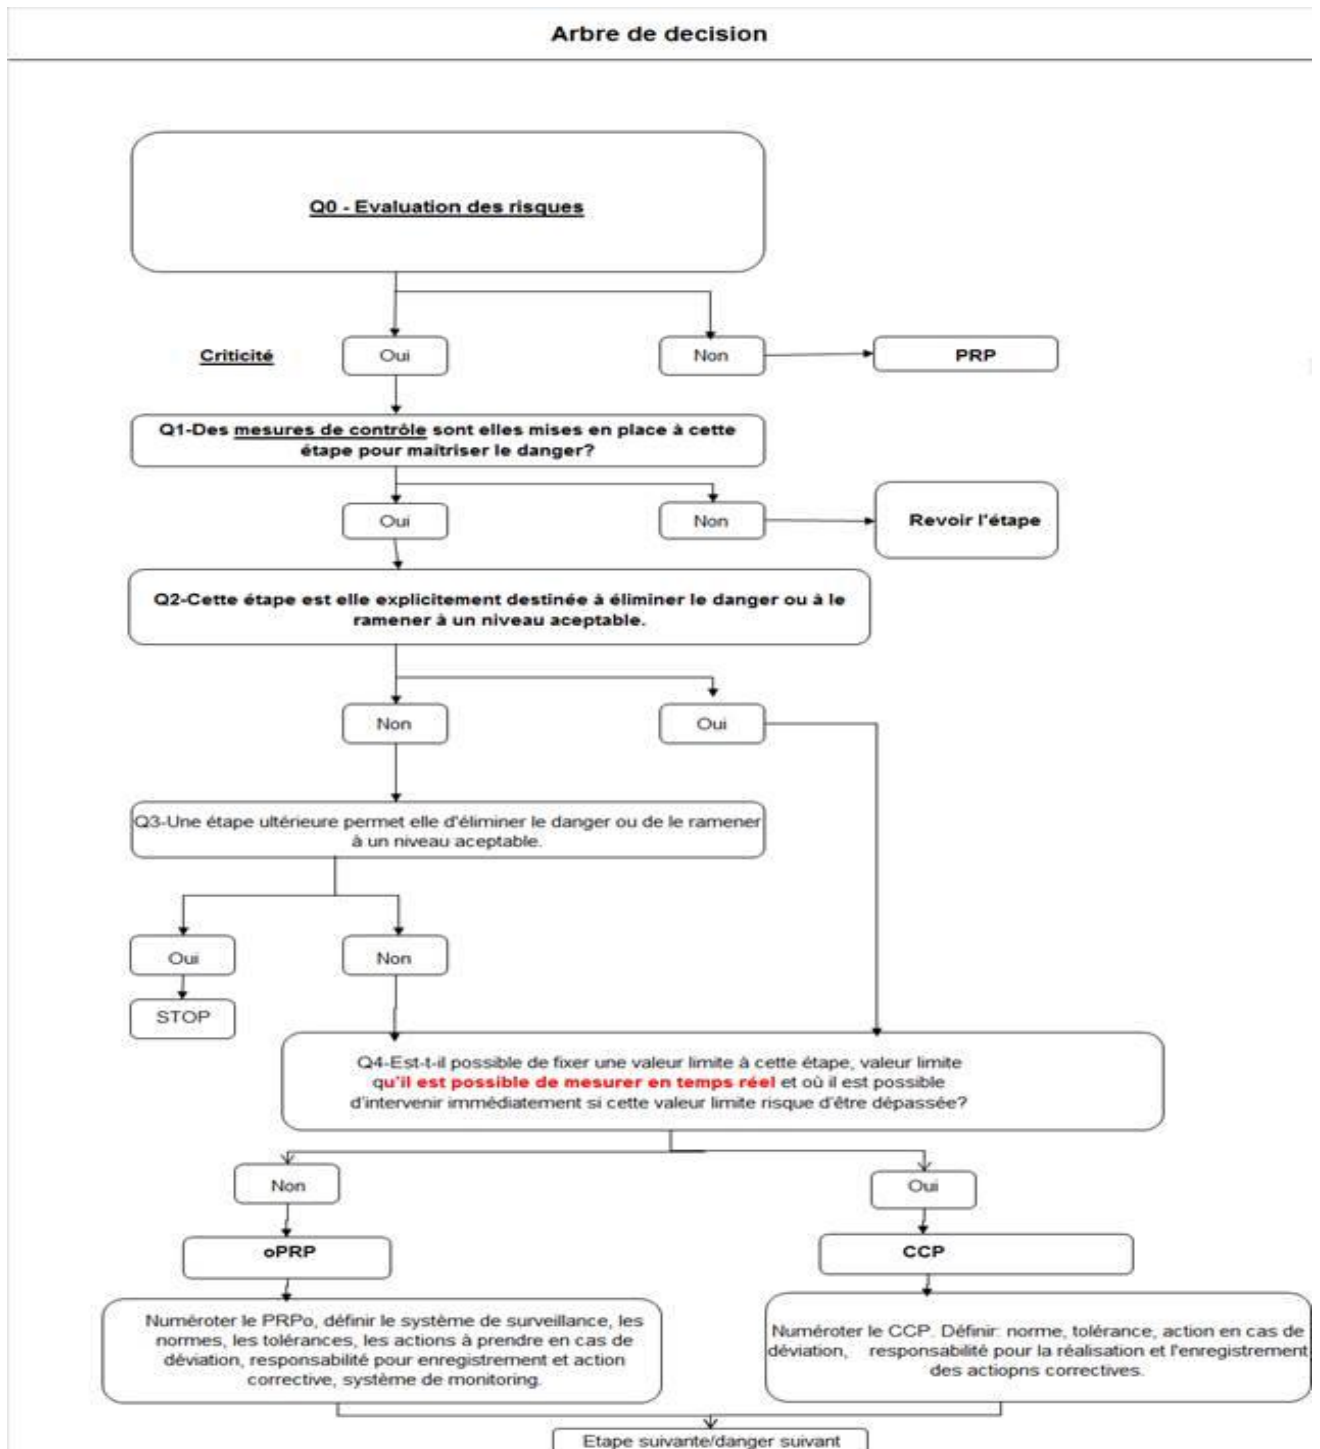 Arbre de decision
Q0 - Evaluation des risques
Criticité
Oui
Non
PRP
Q1-Des mesures de contrôle sont elles mises en place à cette
étape pour maîtriser le danger?
Oui
Non
Revoir l'étape
Q2-Cette étape est elle explicitement destinée à éliminer le danger ou à le
ramener à un niveau aceptable.
Non
Oui
Q3-Une étape ultérieure permet elle d'éliminer le danger ou de le ramener
à un niveau aceptable.
Oui
Non
STOP
Q4-Est-t-il possible de fixer une valeur limite à cette étape, valeur limite
qu'il est possible de mesurer en temps réel et où il est possible
d'intervenir immédiatement si cette valeur limite risque d'être dépassée?
Non
Oui
oPRP
CCP
Numéroter le PRPo, définir le système de surveillance, les
normes, les tolérances, les actions à prendre en cas de
déviation, responsabilité pour enregistrement et action
corrective, système de monitoring.
Numéroter le CCP. Définir: norme, tolérance, action en cas de
déviation, responsabilité pour la réalisation et l'enregistrement
des actiopns correctives.
Etape suivante/danger suivant